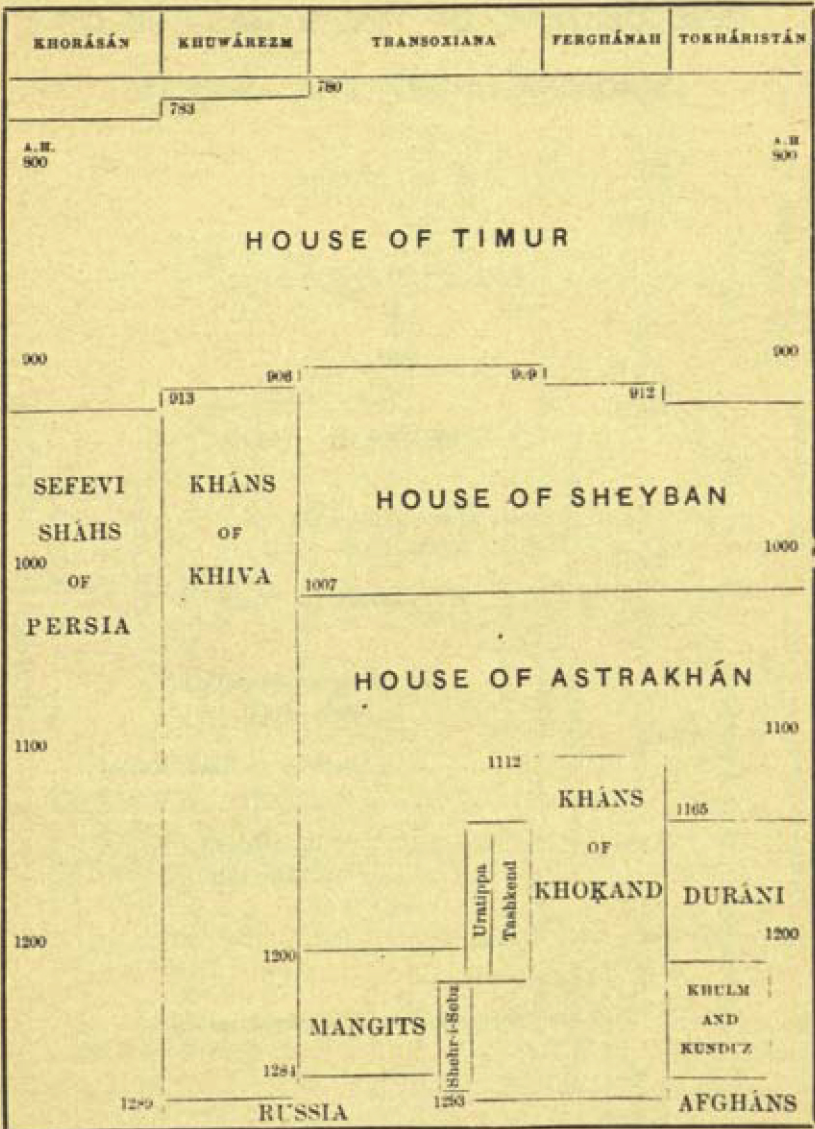 KHORÁSÁN KHUWÁREZM TRANSOXIANA FERGHÁNAH TOKHÁRISTÁN
780
783
A.H. A.H
800 800
HOUSE OF TIMUR
900 900
906 909
913 912
SEFEVI KHÁNS
HOUSE OF SHEYBAN
SHÁHS OF
1000 1000
OF KHIVA 1007
PERSIA
HOUSE OF ASTRAKHÁN
1100 1100
1112
KHÁNS 1165
OF
Uratippa Tashkend KHOḲAND DURÁNI
1200 1200 1200
KHULM
MANGITS Shehr-i-Sebz AND
KUNDUZ
1284
1289 RUSSIA 1293 AFGHÁNS